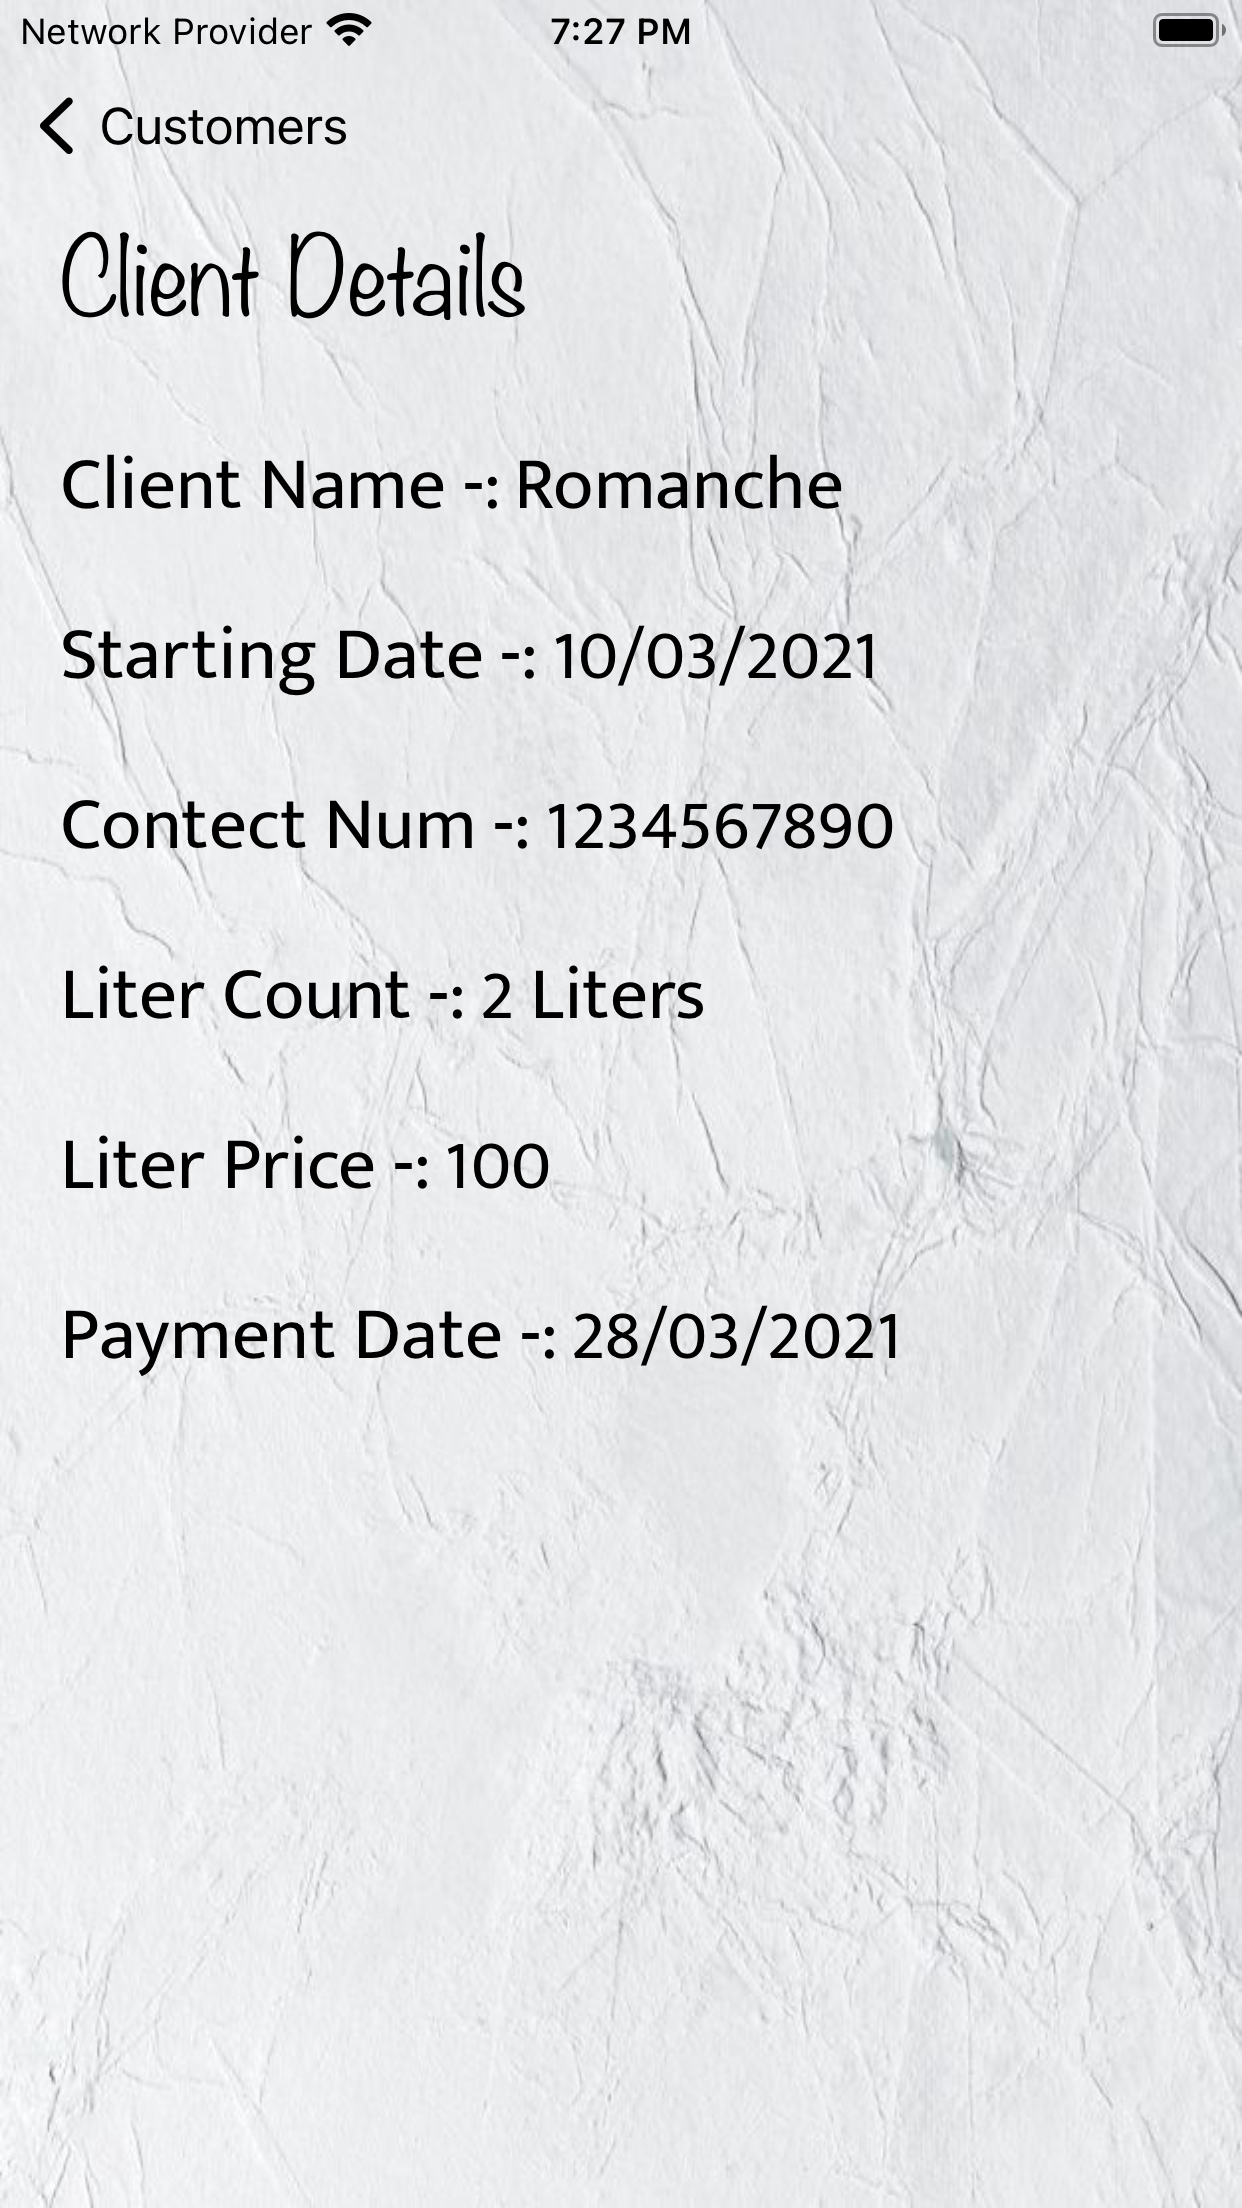 Network Provider 7:27 PM
Customers
Client Details
Client Name -: Romanche
Starting Date -: 10/03/2021
Contect Num -: 1234567890
Liter Count -: 2 Liters
Liter Price -: 100
Payment Date -: 28/03/2021